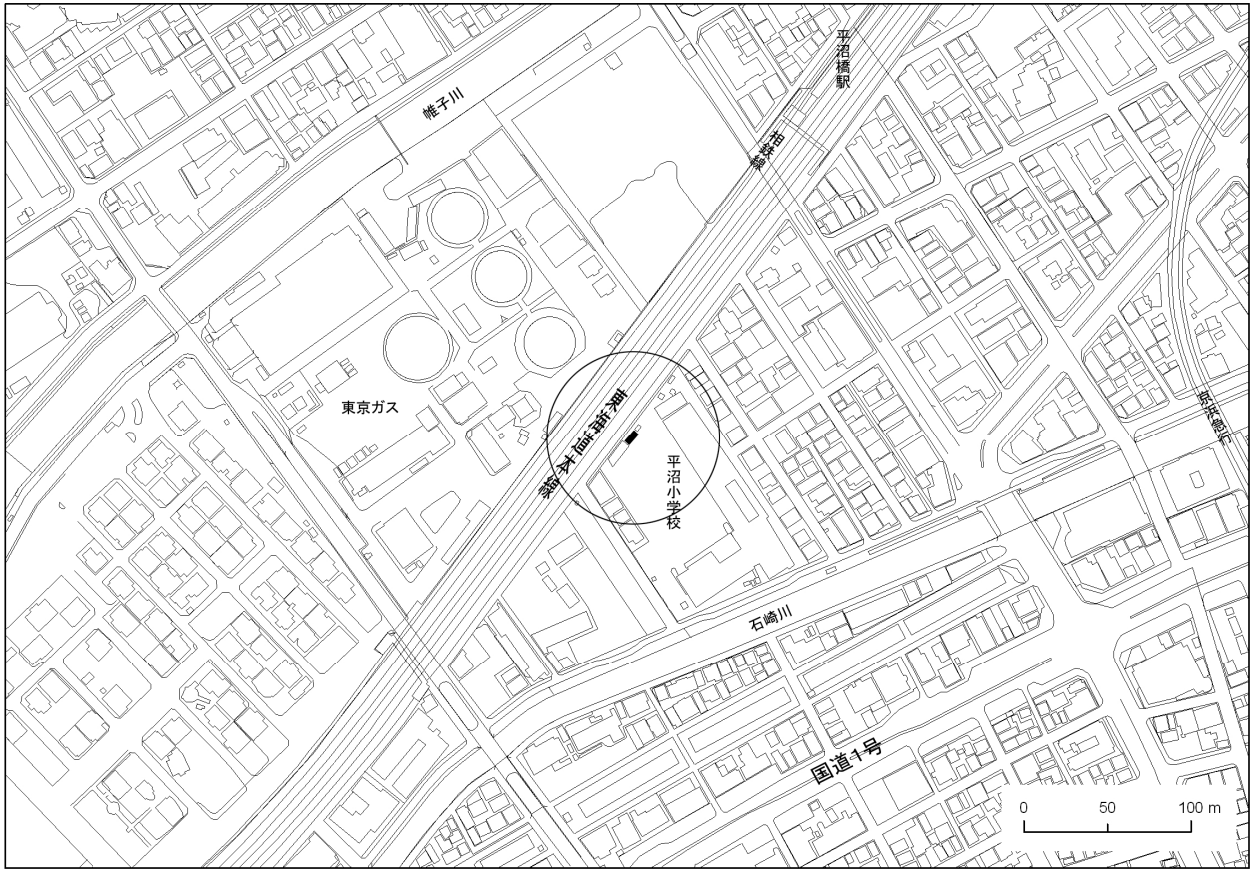 平沼橋駅
帷子川
相鉄線
東京ガス
東海道本線
京浜急行
平沼小学校
石崎川
国道1号
0 50 100 m